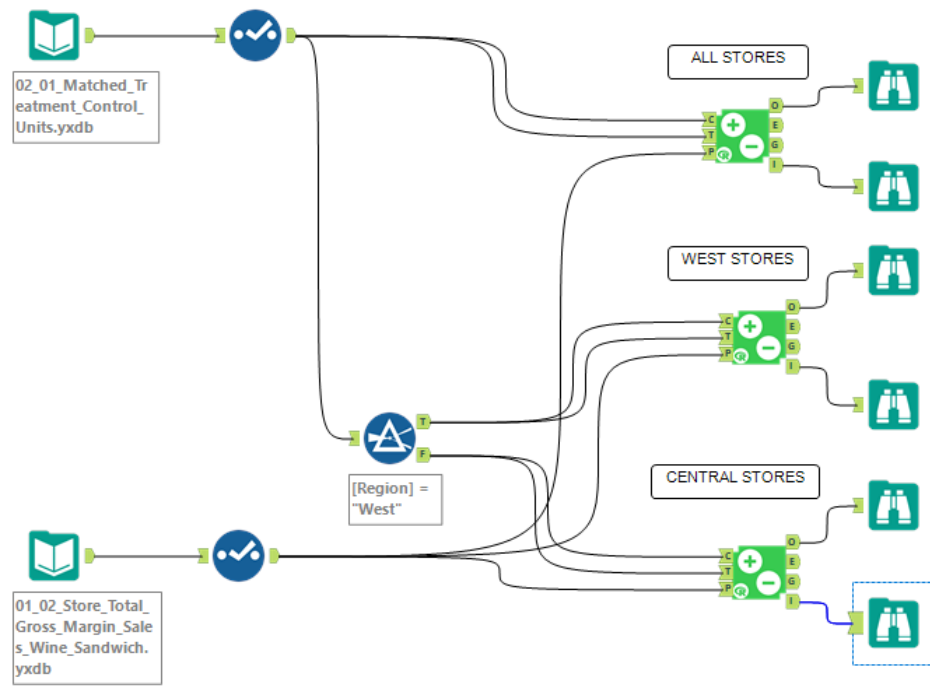 ALL STORES
02_01_Matched_Tr
eatment_Control_
Units.yxdb
C
T
P
O
E
G
I
WEST STORES
C
T
P
O
E
G
I
T
F
[Region] =
"West"
CENTRAL STORES
C
T
P
O
E
G
I
01_02_Store_Total_
Gross_Margin_Sale
s_Wine_Sandwich.
yxdb